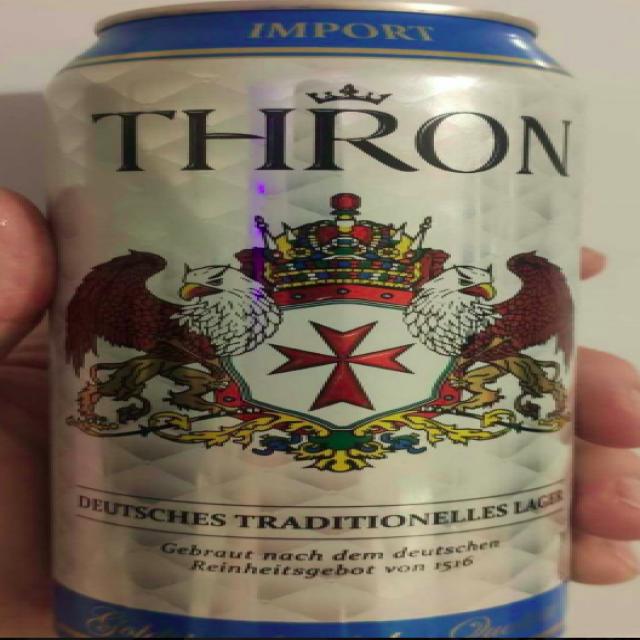 IMPORT
THRON
DEUTSCHES TRADITIONELLES LAGER
Gebraut nach dem deutschen
Reinheitsgebot von 1516